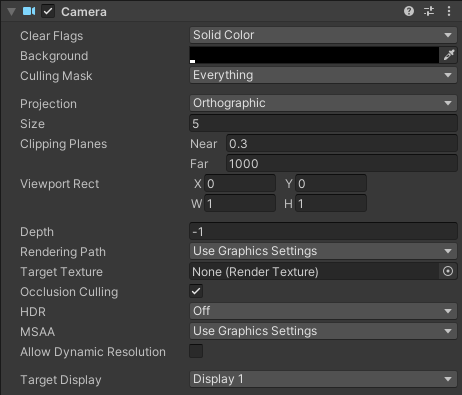 Camera
Clear Flags Solid Color
Background
Culling Mask Everything
Projection Orthographic
Size 5
Clipping Planes Near 0.3
Far 1000
Viewport Rect X 0 Y 0
W 1 H 1
Depth -1
Rendering Path Use Graphics Settings
Target Texture None (Render Texture)
Occlusion Culling
HDR Off
MSAA Use Graphics Settings
Allow Dynamic Resolution
Target Display Display 1